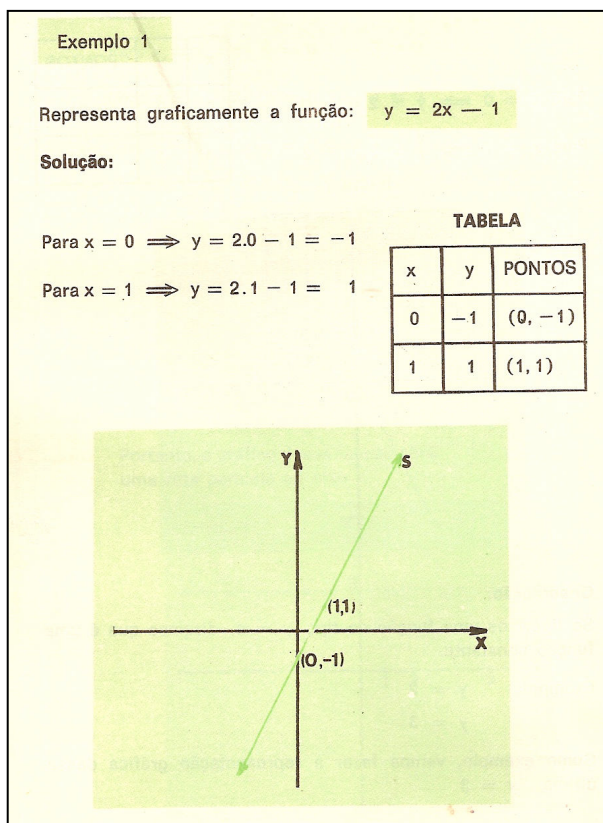 Exemplo 1
Representa graficamente a função: y = 2x — 1
Solução:
Para x = 0 ⟹ y = 2.0 − 1 = −1
Para x = 1 ⟹ y = 2.1 − 1 = 1
TABELA
x y PONTOS
0 −1 (0, −1)
1 1 (1, 1)
Y S
(1,1)
X
(0,−1)